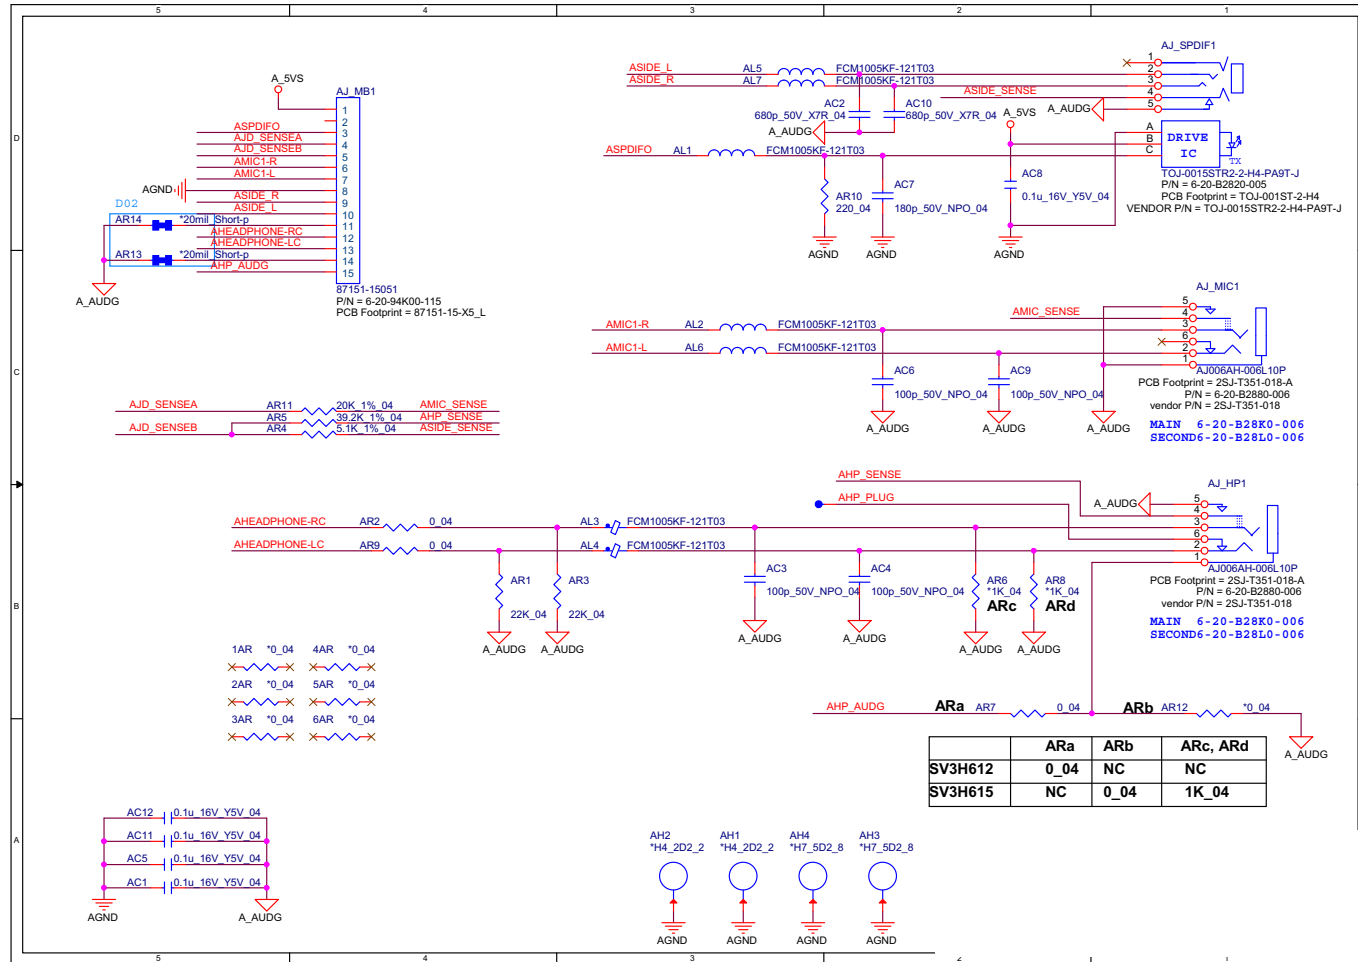 5 4 3 2 1
D
C
B
A
A_5VS
AJ_MB1
1
2
ASPDIFO 3
AJD_SENSEA 4
AJD_SENSEB 5
AMIC1-R 6
AMIC1-L 7
AGND 8
ASIDE_R 9
ASIDE_L 10
D02
AR14 *20mil_Short-p 11
AHEADPHONE-RC 12
AHEADPHONE-LC 13
AR13 *20mil_Short-p 14
AHP_AUDG 15
A_AUDG
87151-15051
P/N = 6-20-94K00-115
PCB Footprint = 87151-15-X5_L
AJ_SPDIF1
ASIDE_L AL5 FCM1005KF-121T03
ASIDE_R AL7 FCM1005KF-121T03
ASIDE_SENSE
1
2
3
4
5
A_AUDG
AC2 AC10
680p_50V_X7R_04 680p_50V_X7R_04
A_AUDG
A_5VS
A
B
C
DRIVE
IC
TX
ASPDIFO AL1 FCM1005KF-121T03
TOJ-0015STR2-2-H4-PA9T-J
P/N = 6-20-B2820-005
PCB Footprint = TOJ-001ST-2-H4
VENDOR P/N = TOJ-0015STR2-2-H4-PA9T-J
AR10
220_04
AC7
180p_50V_NPO_04
AC8
0.1u_16V_Y5V_04
AGND AGND AGND
AJ_MIC1
AMIC_SENSE
AMIC1-R AL2 FCM1005KF-121T03
AMIC1-L AL6 FCM1005KF-121T03
5
4
3
6
2
1
AC6 AC9
100p_50V_NPO_04 100p_50V_NPO_04
A_AUDG A_AUDG A_AUDG
AJ006AH-006L10P
PCB Footprint = 2SJ-T351-018-A
P/N = 6-20-B2880-006
vendor P/N = 2SJ-T351-018
MAIN 6-20-B28K0-006
SECOND6-20-B28L0-006
AJD_SENSEA AR11 20K_1%_04 AMIC_SENSE
AR5 39.2K_1%_04 AHP_SENSE
AJD_SENSEB AR4 5.1K_1%_04 ASIDE_SENSE
AHP_SENSE
AHP_PLUG
A_AUDG
AJ_HP1
5
4
3
6
2
1
AHEADPHONE-RC AR2 0_04 AL3 FCM1005KF-121T03
AHEADPHONE-LC AR9 0_04 AL4 FCM1005KF-121T03
AR1 AR3
22K_04 22K_04
A_AUDG A_AUDG
AC3 AC4
100p_50V_NPO_04 100p_50V_NPO_04
A_AUDG A_AUDG
AR6 AR8
*1K_04 *1K_04
ARc ARd
A_AUDG A_AUDG
AJ006AH-006L10P
PCB Footprint = 2SJ-T351-018-A
P/N = 6-20-B2880-006
vendor P/N = 2SJ-T351-018
MAIN 6-20-B28K0-006
SECOND6-20-B28L0-006
1AR *0_04 4AR *0_04
2AR *0_04 5AR *0_04
3AR *0_04 6AR *0_04
AHP_AUDG ARa AR7 0_04 ARb AR12 *0_04
A_AUDG
ARa ARb ARc, ARd
SV3H612 0_04 NC NC
SV3H615 NC 0_04 1K_04
AC12 0.1u_16V_Y5V_04
AC11 0.1u_16V_Y5V_04
AC5 0.1u_16V_Y5V_04
AC1 0.1u_16V_Y5V_04
AGND A_AUDG
AH2 AH1 AH4 AH3
*H4_2D2_2 *H4_2D2_2 *H7_5D2_8 *H7_5D2_8
AGND AGND AGND AGND
5 4 3